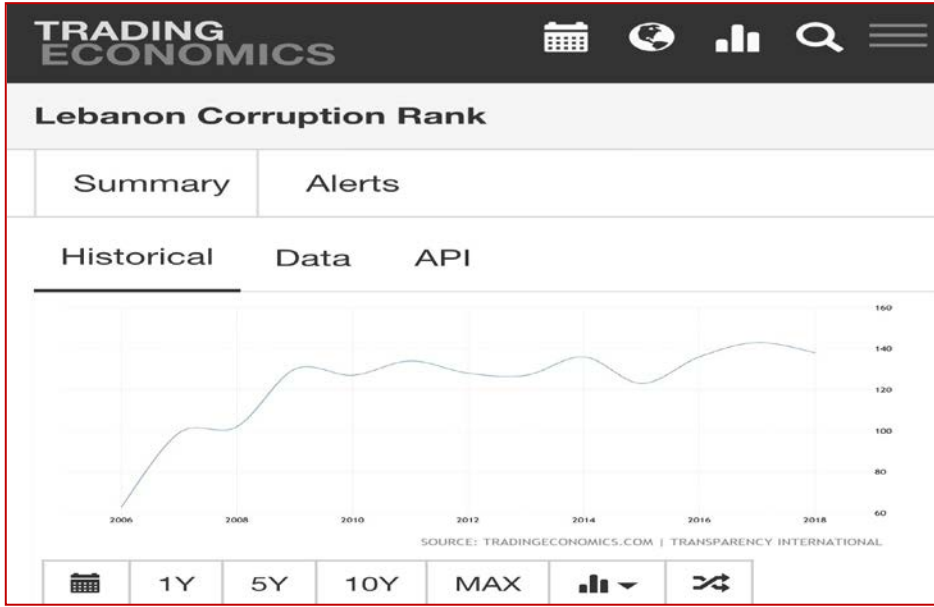 TRADING
ECONOMICS
Lebanon Corruption Rank
Summary Alerts
Historical Data API
160
140
120
100
80
60
2006 2008 2010 2012 2014 2016 2018
SOURCE: TRADINGECONOMICS.COM | TRANSPARENCY INTERNATIONAL
1Y 5Y 10Y MAX